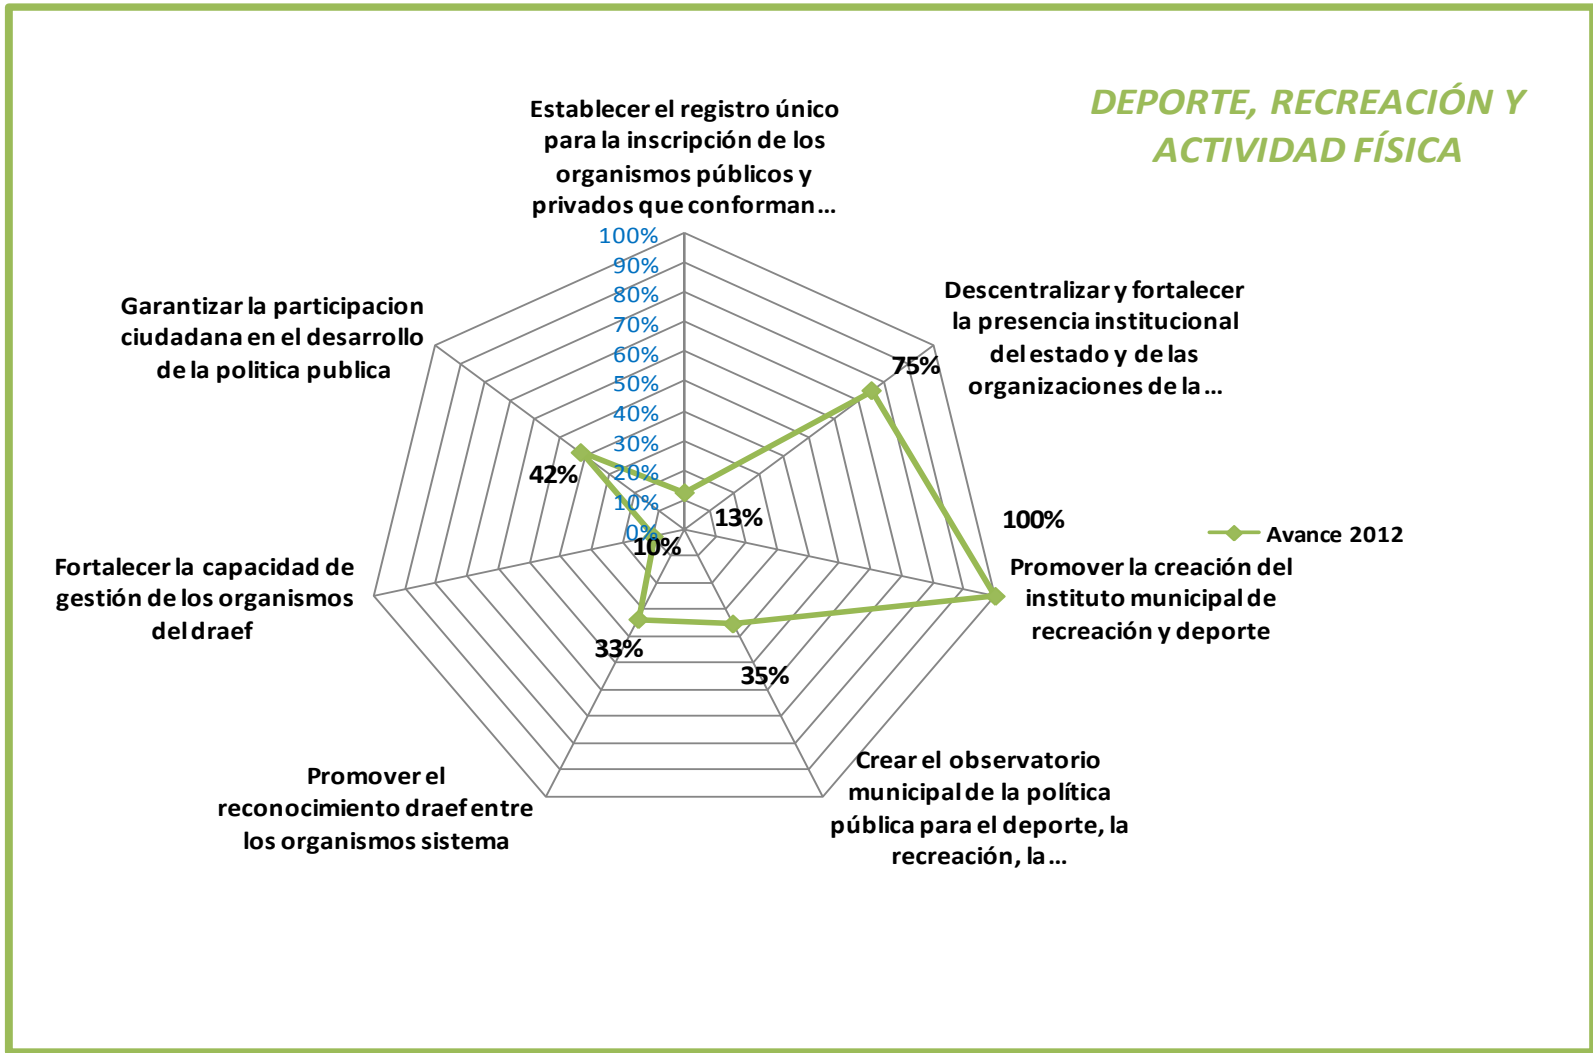 DEPORTE, RECREACIÓN Y
ACTIVIDAD FÍSICA
Establecer el registro único
para la inscripción de los
organismos públicos y
privados que conforman...
100%
90%
80%
70%
60%
50%
40%
30%
20%
10%
0%
Descentralizar y fortalecer
la presencia institucional
del estado y de las
organizaciones de la...
75%
100%
Promover la creación del
instituto municipal de
recreación y deporte
13%
Crear el observatorio
municipal de la política
pública para el deporte, la
recreación, la...
35%
Promover el
reconocimiento draef entre
los organismos sistema
33%
Fortalecer la capacidad de
gestión de los organismos
del draef
10%
Garantizar la participacion
ciudadana en el desarrollo
de la politica publica
42%
Avance 2012